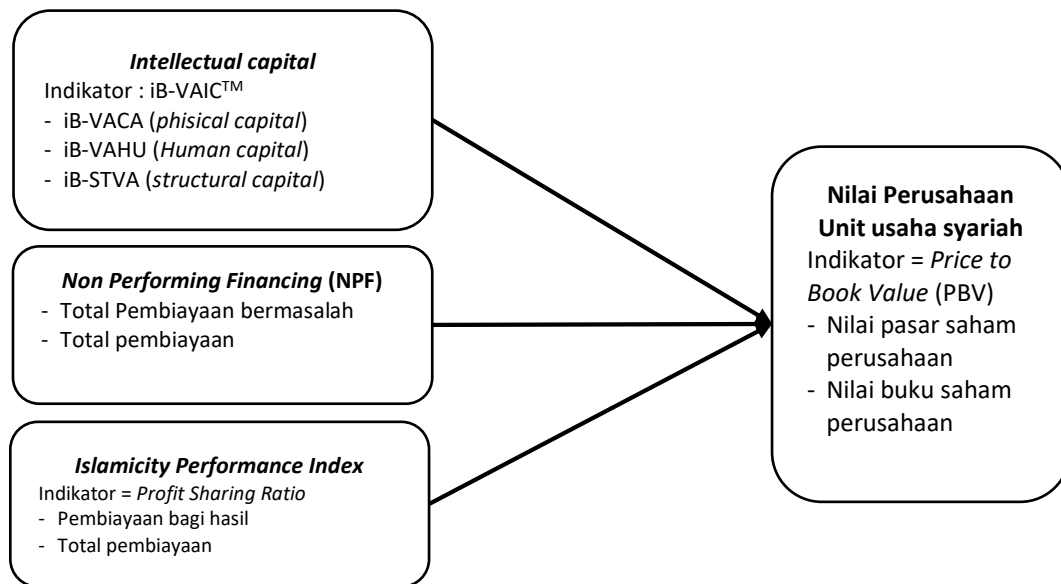 Intellectual capital
Indikator : iB-VAIC™
- iB-VACA (phisical capital)
- iB-VAHU (Human capital)
- iB-STVA (structural capital)
Non Performing Financing (NPF)
- Total Pembiayaan bermasalah
- Total pembiayaan
Islamicity Performance Index
Indikator = Profit Sharing Ratio
- Pembiayaan bagi hasil
- Total pembiayaan
Nilai Perusahaan
Unit usaha syariah
Indikator = Price to
Book Value (PBV)
- Nilai pasar saham
perusahaan
- Nilai buku saham
perusahaan